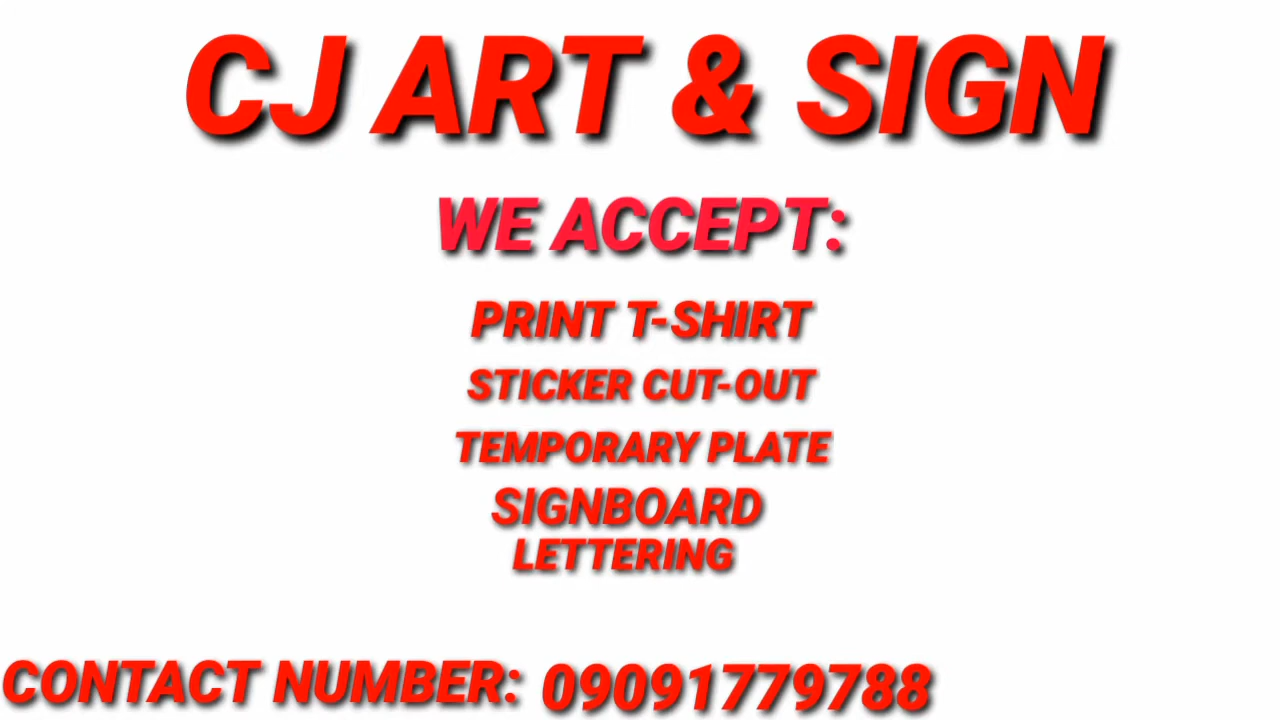 CJ ART & SIGN
WE ACCEPT:
PRINT T-SHIRT
STICKER CUT-OUT
TEMPORARY PLATE
SIGNBOARD
LETTERING
CONTACT NUMBER: 09091779788